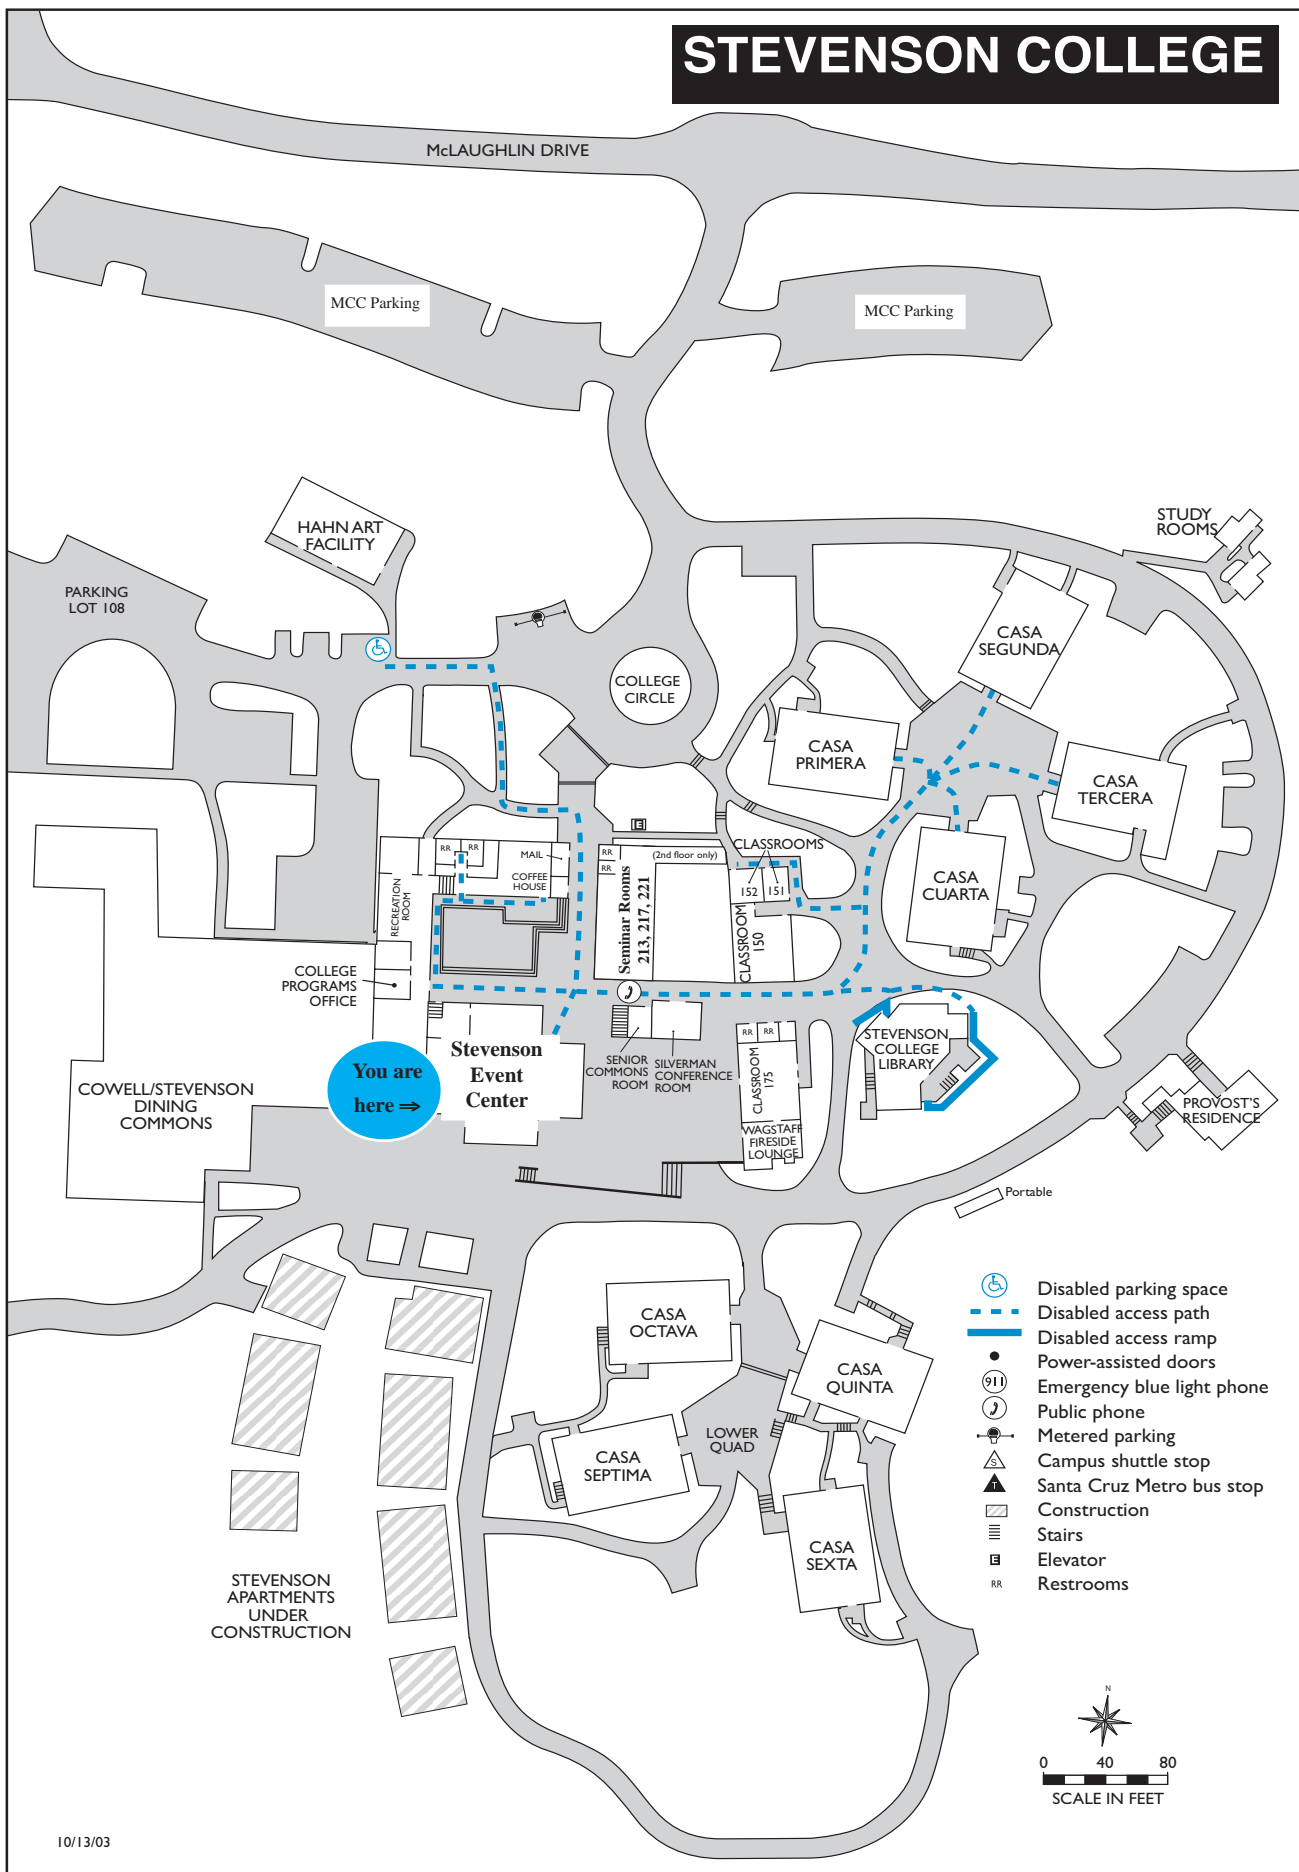 STEVENSON COLLEGE
McLAUGHLIN DRIVE
MCC Parking
MCC Parking
HAHN ART
FACILITY
STUDY
ROOMS
PARKING
LOT 108
CASA
SEGUNDA
COLLEGE
CIRCLE
CASA
PRIMERA
CASA
TERCERA
E
CLASSROOMS
RR
RR
MAIL
RR
RR
(2nd floor only)
COFFEE
HOUSE
152
151
CASA
CUARTA
RECREATION
ROOM
Seminar Rooms
213, 217, 221
CLASSROOM
150
COLLEGE
PROGRAMS
OFFICE
Stevenson
Event
Center
You are
here ⇒
SENIOR
COMMONS
ROOM
SILVERMAN
CONFERENCE
ROOM
RR
RR
CLASSROOM
175
STEVENSON
COLLEGE
LIBRARY
COWELL/STEVENSON
DINING
COMMONS
WAGSTAFF
FIRESIDE
LOUNGE
PROVOST'S
RESIDENCE
Portable
CASA
OCTAVA
CASA
QUINTA
LOWER
QUAD
CASA
SEPTIMA
CASA
SEXTA
STEVENSON
APARTMENTS
UNDER
CONSTRUCTION
Disabled parking space
Disabled access path
Disabled access ramp
Power-assisted doors
911 Emergency blue light phone
Public phone
Metered parking
S Campus shuttle stop
T Santa Cruz Metro bus stop
Construction
Stairs
E Elevator
RR Restrooms
N
0 40 80
SCALE IN FEET
10/13/03